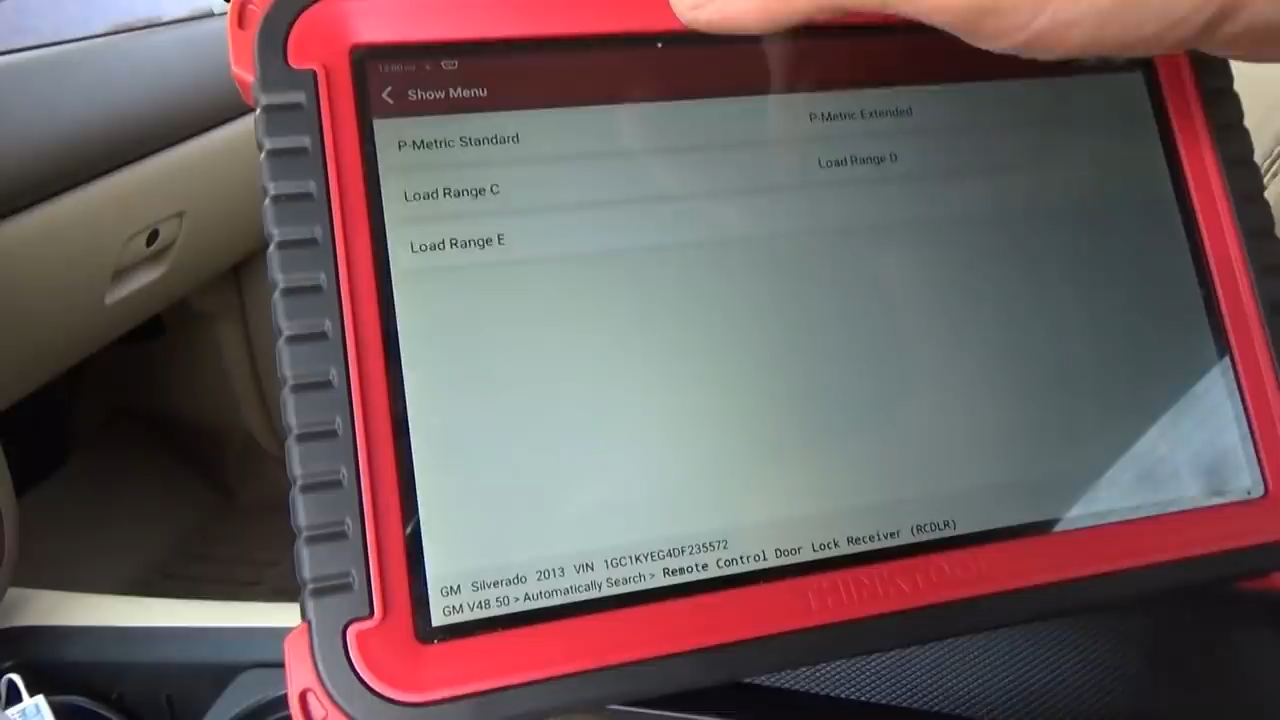 Show Menu
P-Metric Standard
P-Metric Extended
Load Range C
Load Range D
Load Range E
GM Silverado 2013 VIN 1GC1KYEG4DF235572
GM V48.50 > Automatically Search > Remote Control Door Lock Receiver (RCDLR)